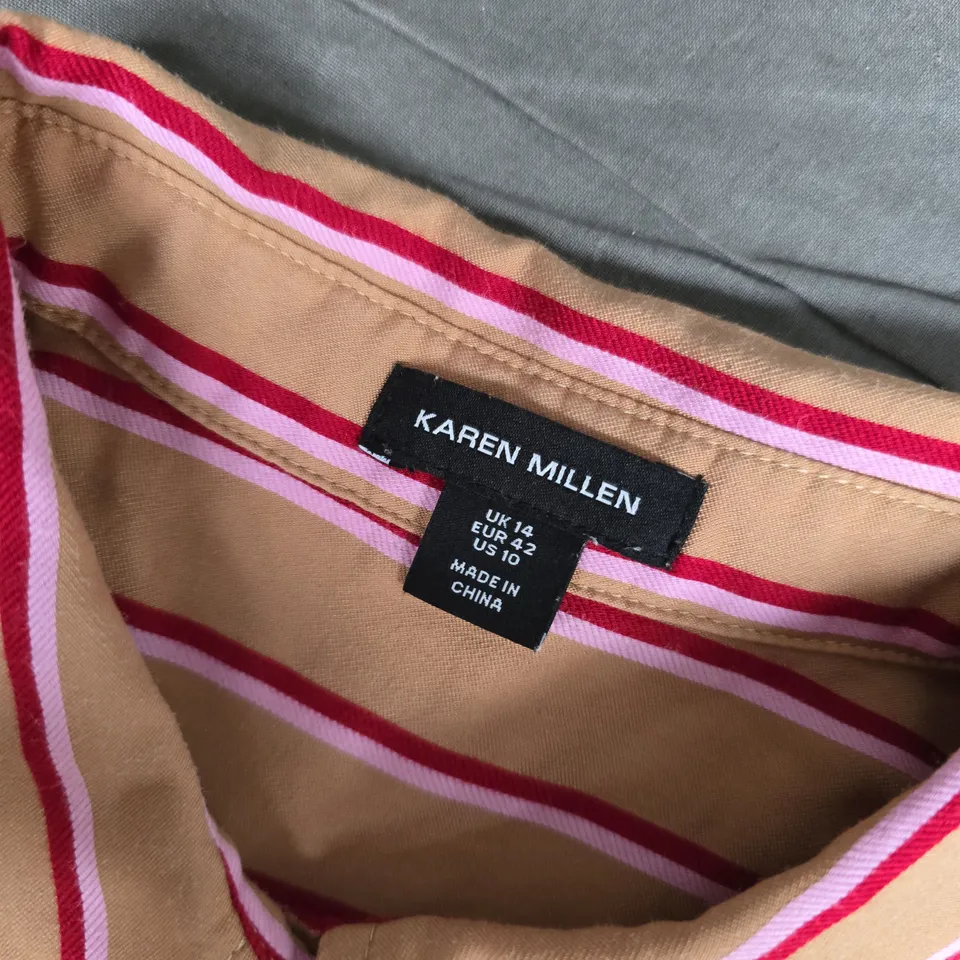 KAREN MILLEN
UK 14
EUR 42
US 10
MADE IN
CHINA